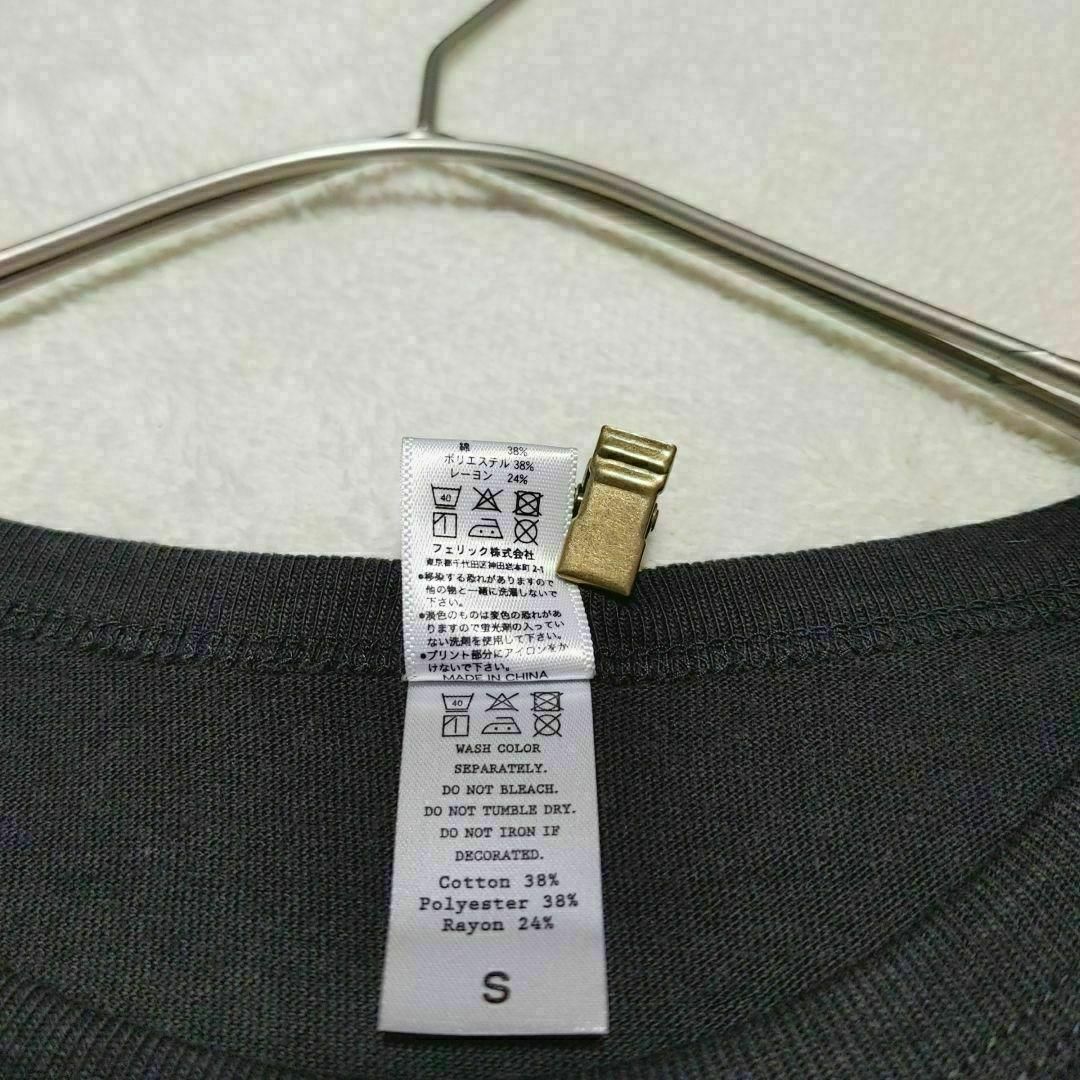 綿 38%
ポリエステル 38%
レーヨン 24%
40
フェリック株式会社
東京都千代田区神田岩本町 2-1
●移染する恐れがありますので
他の物と一緒に洗濯しないで
下さい。
●淡色のものは変色の恐れがあ
りますので蛍光剤の入ってい
ない洗剤を使用して下さい。
●プリント部分にアイロンをか
けないで下さい。
MADE IN CHINA
40
WASH COLOR
SEPARATELY.
DO NOT BLEACH.
DO NOT TUMBLE DRY.
DO NOT IRON IF
DECORATED.
Cotton 38%
Polyester 38%
Rayon 24%
S